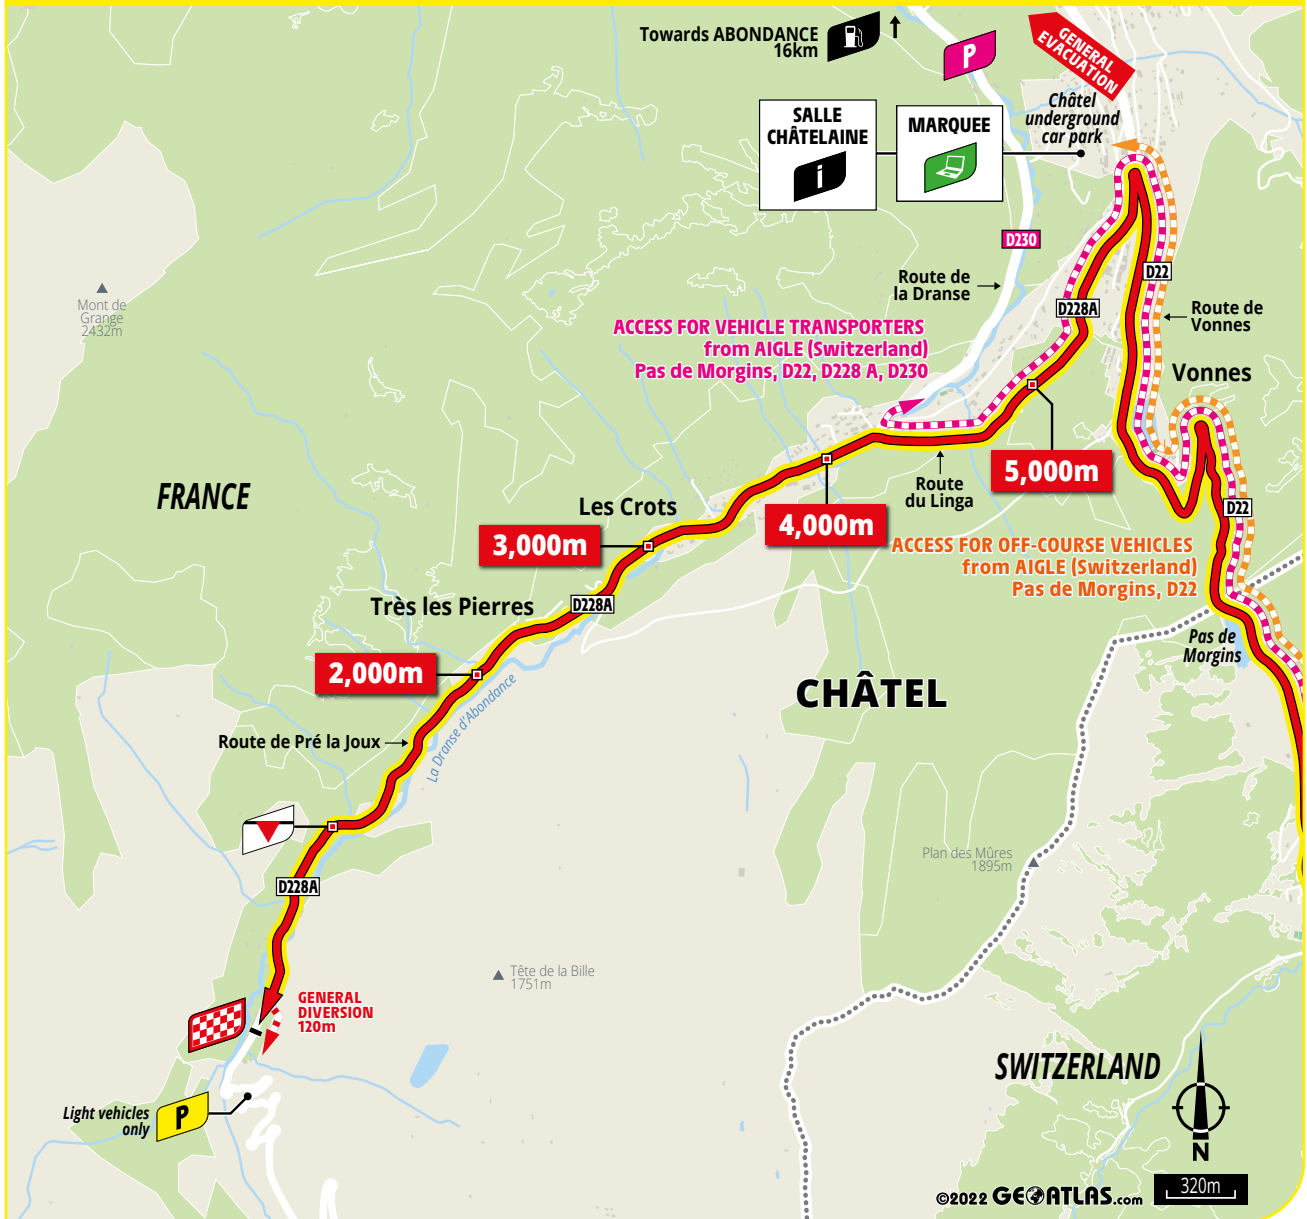 Towards ABONDANCE
16km
P
GENERAL
EVACUATION
Châtel
underground
car park
SALLE
CHÂTELAINE
i
MARQUEE
D230
D22
Route de
la Dranse
D228A
Route de
Vonnes
Mont de
Grange
2432m
ACCESS FOR VEHICLE TRANSPORTERS
from AIGLE (Switzerland)
Pas de Morgins, D22, D228 A, D230
Vonnes
5,000m
Route
du Linga
FRANCE
Les Crots
4,000m
D22
3,000m
ACCESS FOR OFF-COURSE VEHICLES
from AIGLE (Switzerland)
Pas de Morgins, D22
Très les Pierres
D228A
Pas de
Morgins
2,000m
CHÂTEL
La Dranse d'Abondance
Route de Pré la Joux
Plan des Mûres
1895m
D228A
Tête de la Bille
1751m
GENERAL
DIVERSION
120m
SWITZERLAND
Light vehicles
only
P
N
©2022 GEOATLAS.com
320m